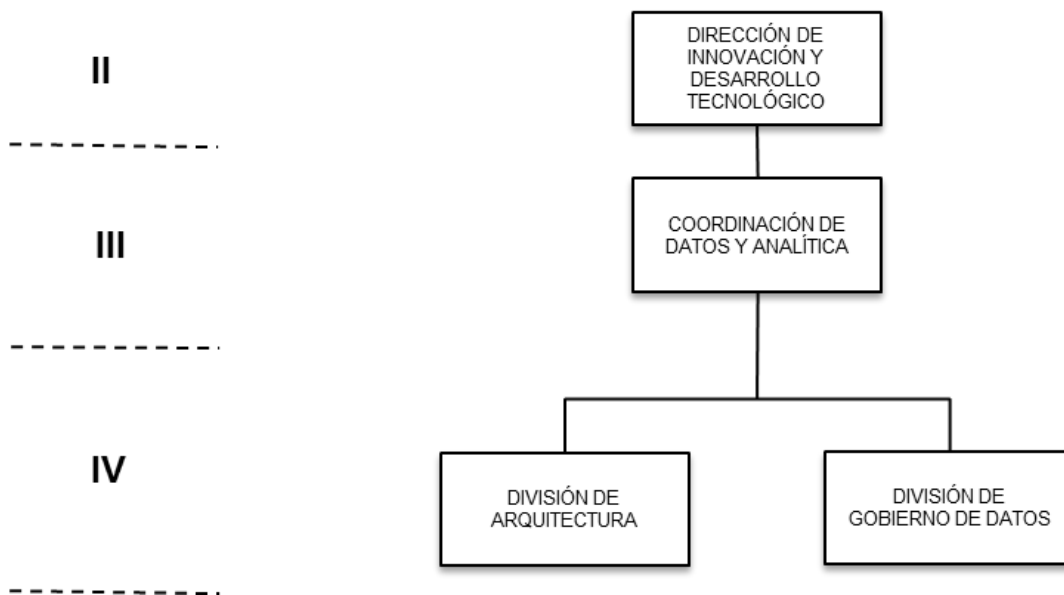 II
DIRECCIÓN DE
INNOVACIÓN Y
DESARROLLO
TECNOLÓGICO
III
COORDINACIÓN DE
DATOS Y ANALÍTICA
IV
DIVISIÓN DE
ARQUITECTURA
DIVISIÓN DE
GOBIERNO DE DATOS